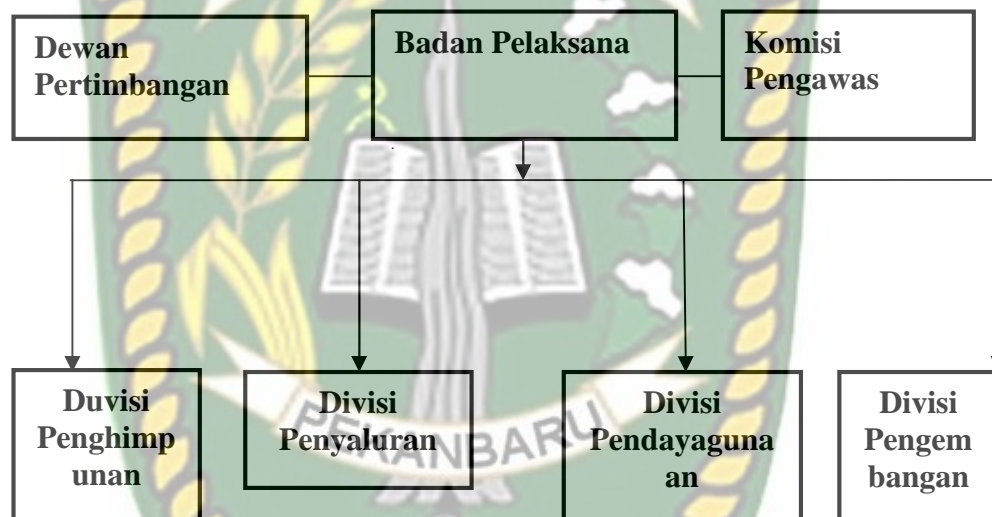 Dewan
Pertimbangan
Badan Pelaksana
Komisi
Pengawas
Duvisi
Penghimp
unan
Divisi
Penyaluran
Divisi
Pendayaguna
an
Divisi
Pengem
bangan
PEKANBARU